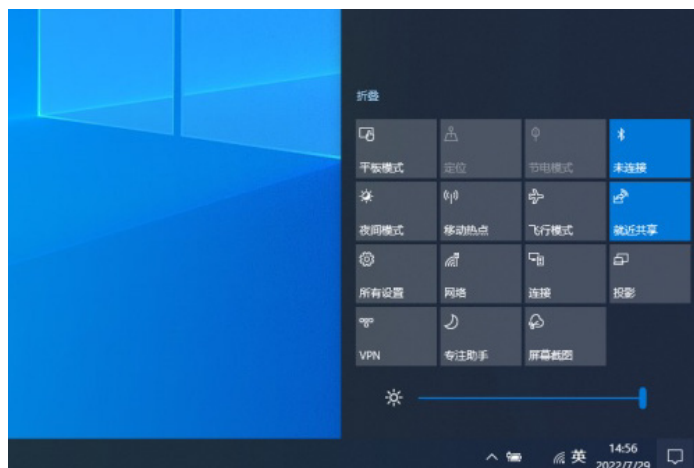 折叠
平板模式
定位
节电模式
未连接
夜间模式
移动热点
飞行模式
就近共享
所有设置
网络
连接
投影
VPN
专注助手
屏幕截图
英
14:56
2022/7/29